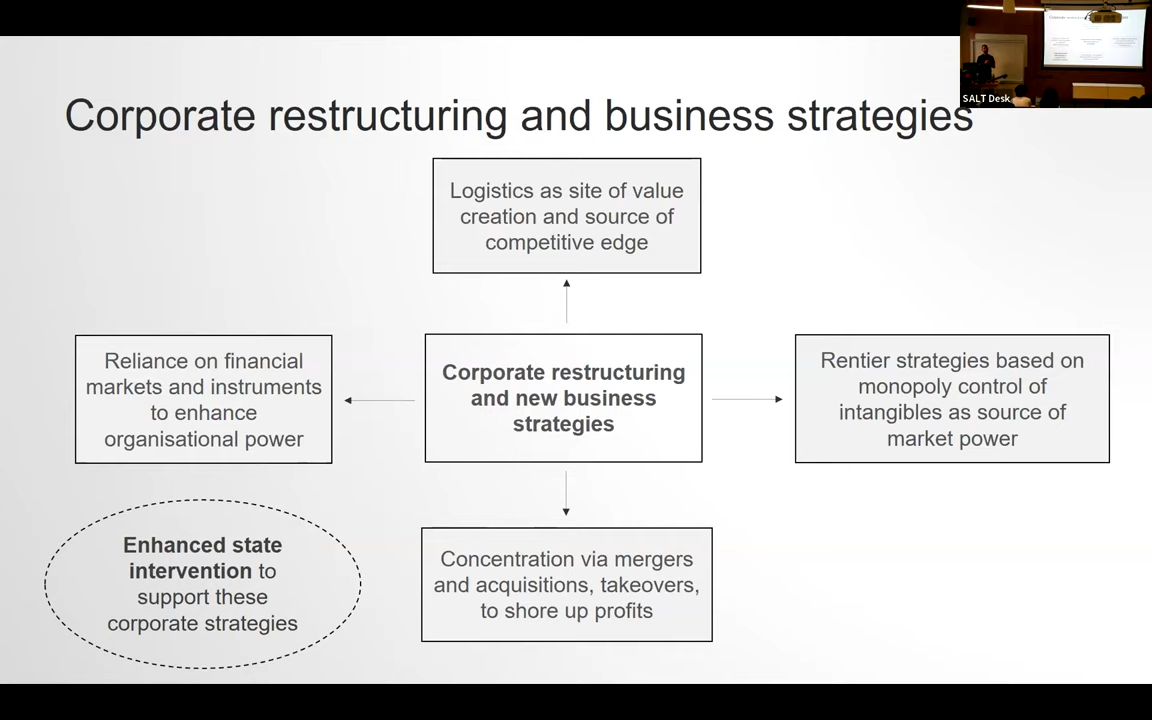 Corporate restructuring and business strategies
SALT Desk
Logistics as site of value
creation and source of
competitive edge
Reliance on financial
markets and instruments
to enhance
organisational power
Corporate restructuring
and new business
strategies
Rentier strategies based on
monopoly control of
intangibles as source of
market power
Enhanced state
intervention to
support these
corporate strategies
Concentration via mergers
and acquisitions, takeovers,
to shore up profits